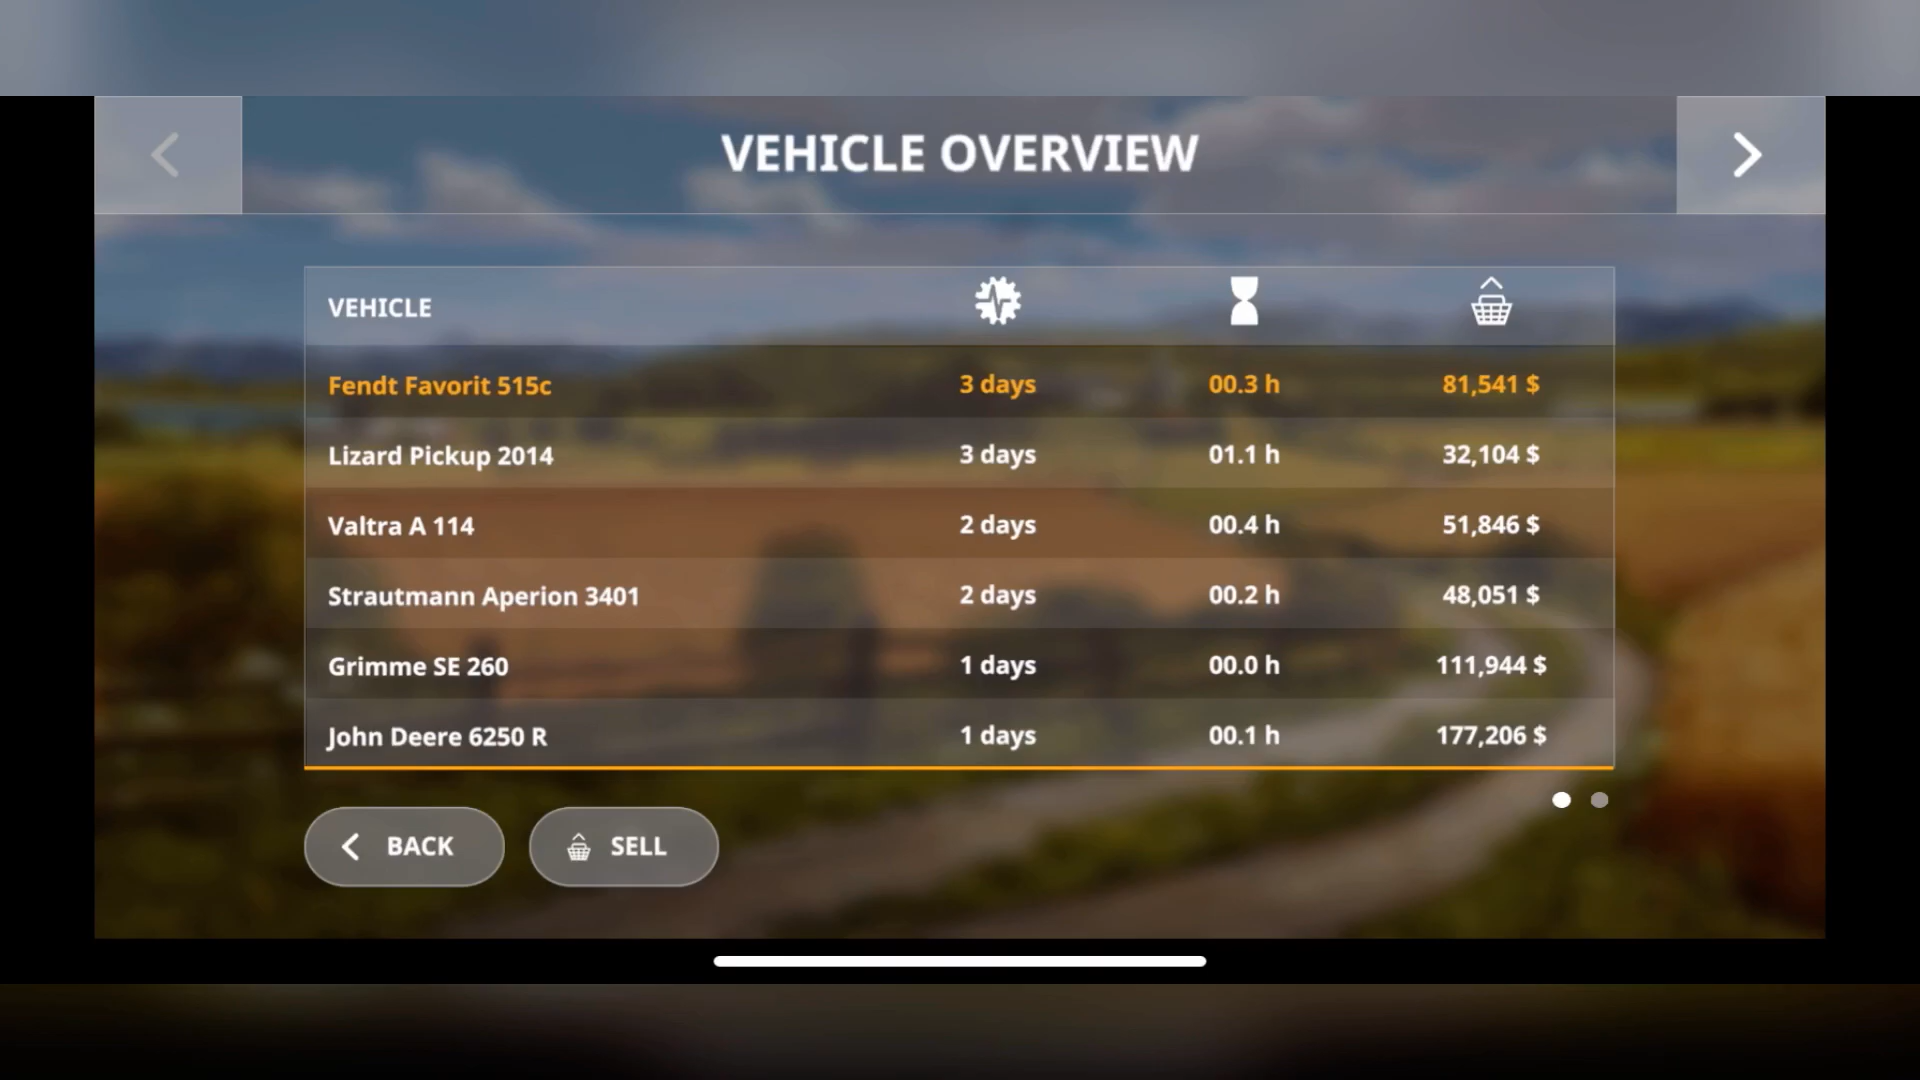 VEHICLE OVERVIEW
VEHICLE
Fendt Favorit 515c 3 days 00.3 h 81,541 $
Lizard Pickup 2014 3 days 01.1 h 32,104 $
Valtra A 114 2 days 00.4 h 51,846 $
Strautmann Aperion 3401 2 days 00.2 h 48,051 $
Grimme SE 260 1 days 00.0 h 111,944 $
John Deere 6250 R 1 days 00.1 h 177,206 $
BACK SELL